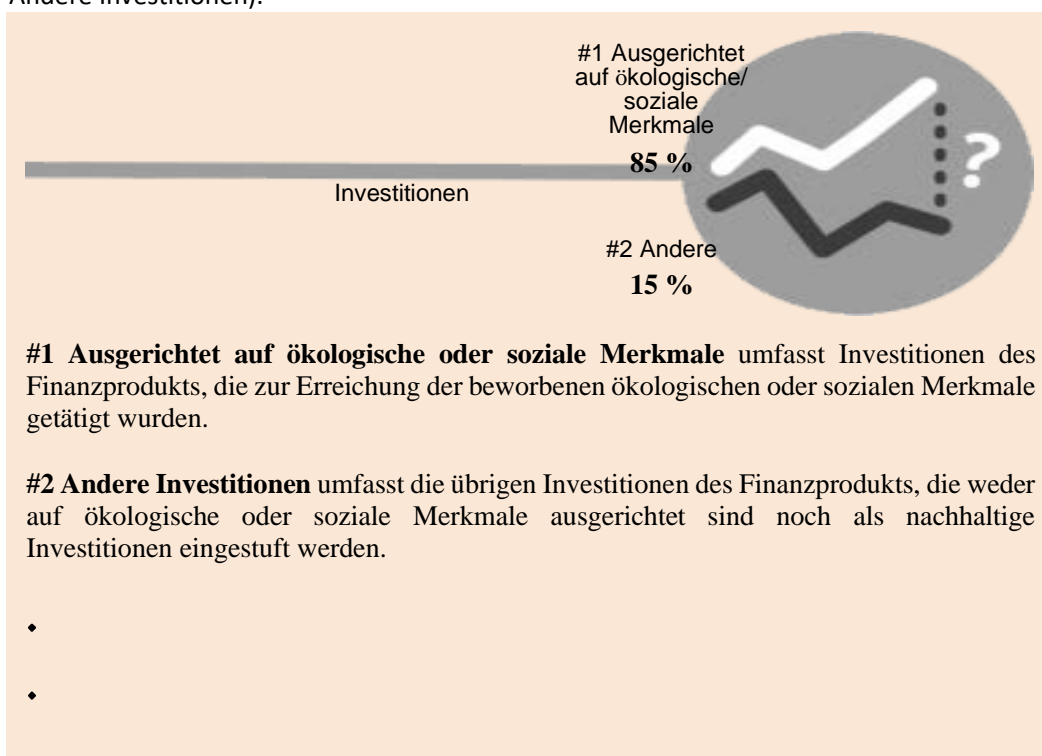 #1 Ausgerichtet
auf ökologische/
soziale
Merkmale
85 %
Investitionen
?
#2 Andere
15 %
#1 Ausgerichtet auf ökologische oder soziale Merkmale umfasst Investitionen des
Finanzprodukts, die zur Erreichung der beworbenen ökologischen oder sozialen Merkmale
getätigt wurden.
#2 Andere Investitionen umfasst die übrigen Investitionen des Finanzprodukts, die weder
auf ökologische oder soziale Merkmale ausgerichtet sind noch als nachhaltige
Investitionen eingestuft werden.